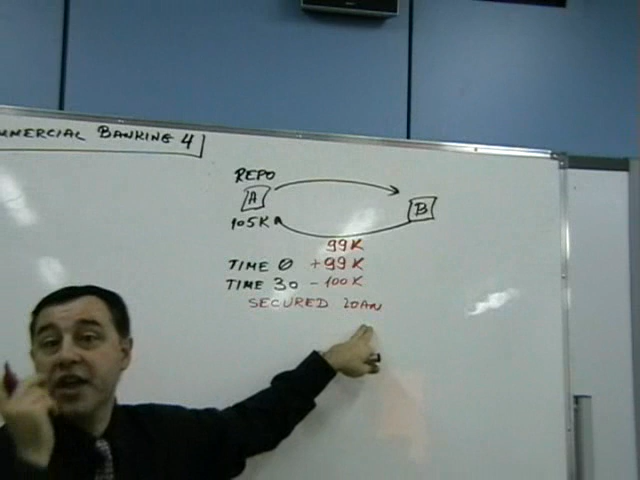 MMERCIAL BANKING 4
REPO
A
B
105K
99K
TIME 0 +99K
TIME 30 -100K
SECURED LOAN